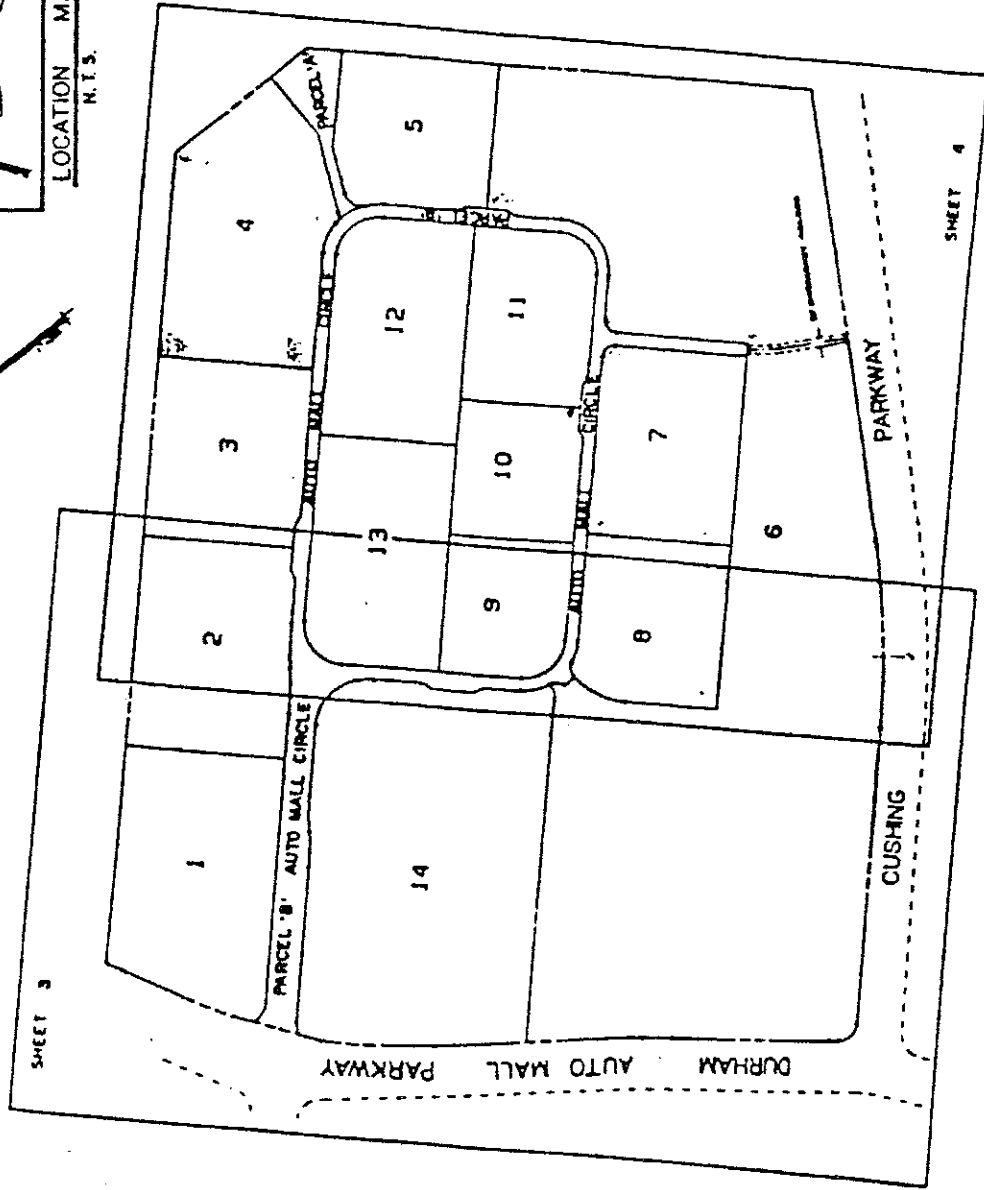 LOCATION M
N.T.S.
SHEET 3
SHEET 4
1
2
3
4
5
6
7
8
9
10
11
12
13
14
PARCEL 'A'
PARCEL 'B' AUTO MALL CIRCLE
AUTO MALL CIRCLE
AUTO MALL CIRCLE
DURHAM AUTO MALL PARKWAY
CUSHING PARKWAY